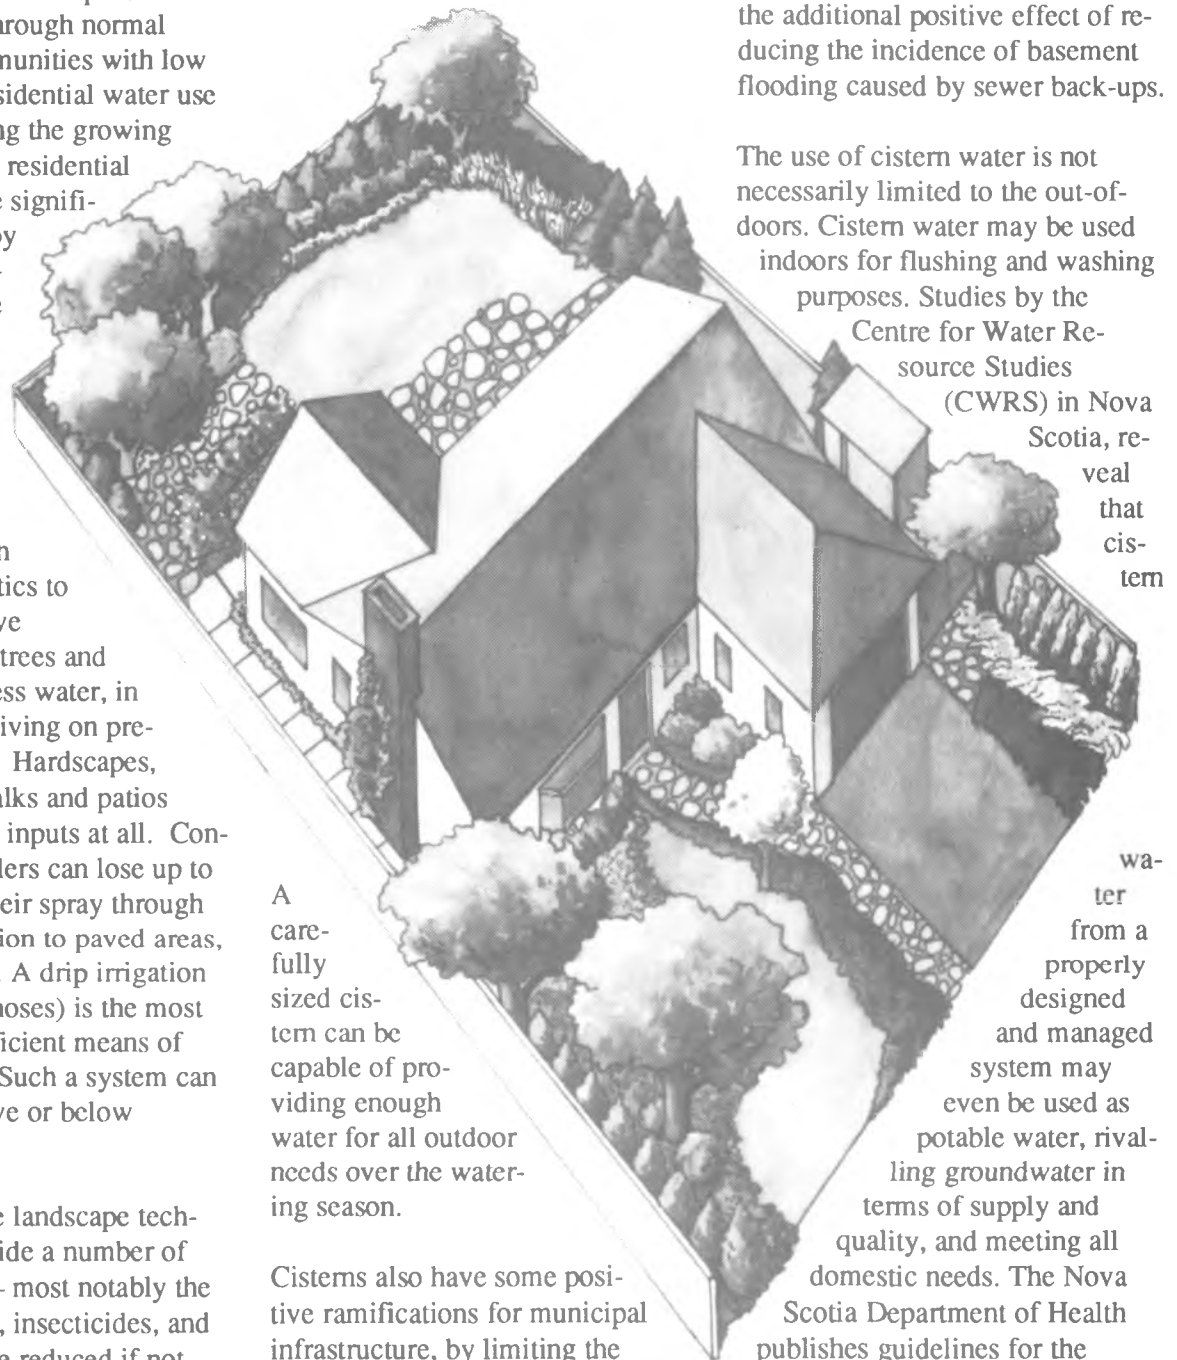 rough normal
munities with low
sidential water use
ng the growing
residential
signifi-
by
n
tics to
ve
trees and
ess water, in
iving on pre-
Hardscapes,
alks and patios
inputs at all. Con-
lers can lose up to
eir spray through
ion to paved areas,
A drip irrigation
hoses) is the most
icient means of
Such a system can
ve or below
e landscape tech-
ide a number of
- most notably the
, insecticides, and
e reduced if not
A
care-
fully
sized cis-
tern can be
capable of pro-
viding enough
water for all outdoor
needs over the water-
ing season.
Cisterns also have some posi-
tive ramifications for municipal
infrastructure, by limiting the
the additional positive effect of re-
ducing the incidence of basement
flooding caused by sewer back-ups.
The use of cistern water is not
necessarily limited to the out-of-
doors. Cistern water may be used
indoors for flushing and washing
purposes. Studies by the
Centre for Water Re-
source Studies
(CWRS) in Nova
Scotia, re-
veal
that
cis-
tern
wa-
ter
from a
properly
designed
and managed
system may
even be used as
potable water, rival-
ling groundwater in
terms of supply and
quality, and meeting all
domestic needs. The Nova
Scotia Department of Health
publishes guidelines for the